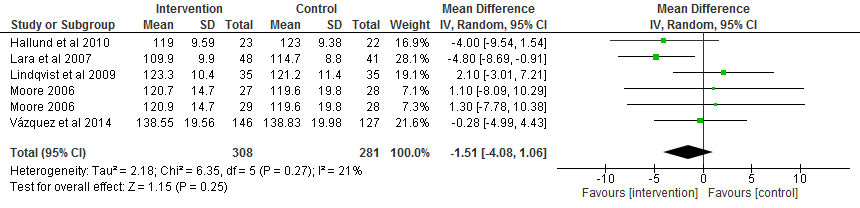 Intervention Control Mean Difference Mean Difference
Study or Subgroup Mean SD Total Mean SD Total Weight IV, Random, 95% CI IV, Random, 95% CI
Hallund et al 2010 119 9.59 23 123 9.38 22 16.9% -4.00 [-9.54, 1.54]
Lara et al 2007 109.9 9.9 48 114.7 8.8 41 28.1% -4.80 [-8.69, -0.91]
Lindqvist et al 2009 123.3 10.4 35 121.2 11.4 35 19.0% 2.10 [-3.01, 7.21]
Moore 2006 120.7 14.7 27 119.6 19.8 28 7.2% 1.10 [-8.09, 10.29]
Moore 2006 120.9 14.7 29 119.6 19.8 28 7.3% 1.30 [-7.78, 10.38]
Vázquez et al 2014 138.55 19.56 146 138.83 19.98 127 21.6% -0.28 [-4.99, 4.43]
Total (95% CI) 308 281 100.0% -1.51 [-4.08, 1.06]
Heterogeneity: Tau² = 2.18; Chi² = 6.35, df = 5 (P = 0.27); I² = 21%
Test for overall effect: Z = 1.15 (P = 0.25)
-10 -5 0 5 10
Favours [intervention] Favours [control]